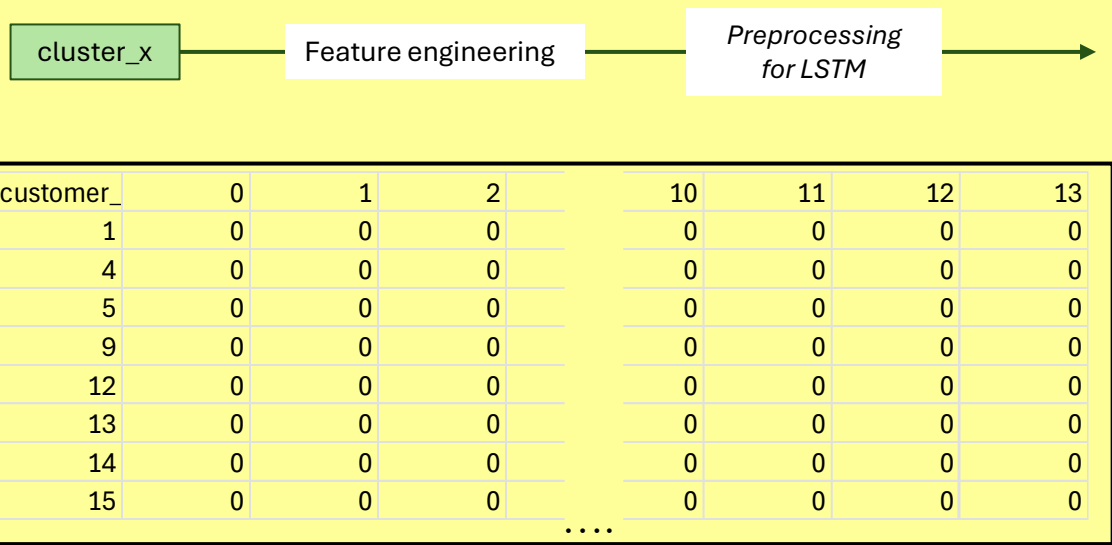 cluster_x Feature engineering Preprocessing
for LSTM
customer_ 0 1 2 10 11 12 13
1 0 0 0 0 0 0 0
4 0 0 0 0 0 0 0
5 0 0 0 0 0 0 0
9 0 0 0 0 0 0 0
12 0 0 0 0 0 0 0
13 0 0 0 0 0 0 0
14 0 0 0 0 0 0 0
15 0 0 0 0 0 0 0
....